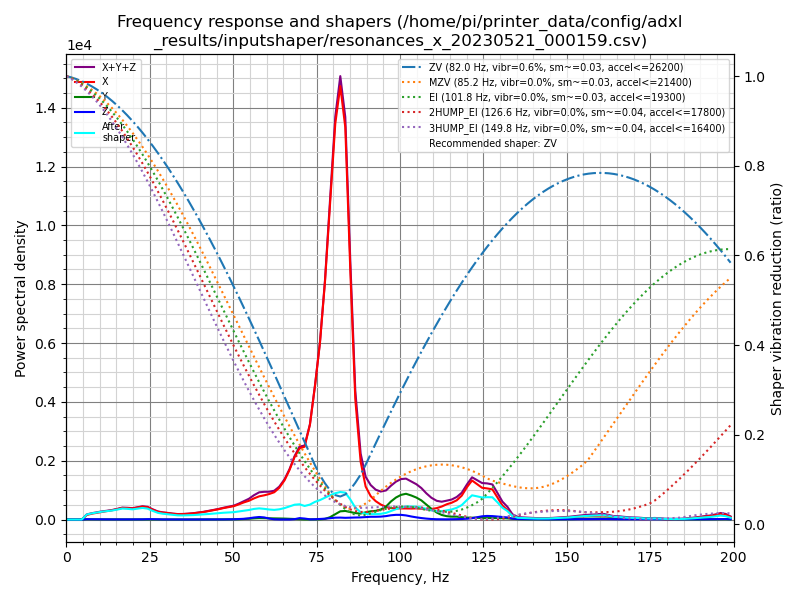 Frequency response and shapers (/home/pi/printer_data/config/adxl
_results/inputshaper/resonances_x_20230521_000159.csv)
1e4
X+Y+Z
X
Y
Z
After
shaper
ZV (82.0 Hz, vibr=0.6%, sm~=0.03, accel<=26200)
MZV (85.2 Hz, vibr=0.0%, sm~=0.03, accel<=21400)
EI (101.8 Hz, vibr=0.0%, sm~=0.03, accel<=19300)
2HUMP_EI (126.6 Hz, vibr=0.0%, sm~=0.04, accel<=17800)
3HUMP_EI (149.8 Hz, vibr=0.0%, sm~=0.04, accel<=16400)
Recommended shaper: ZV
Power spectral density
1.4
1.2
1.0
0.8
0.6
0.4
0.2
0.0
Shaper vibration reduction (ratio)
1.0
0.8
0.6
0.4
0.2
0.0
0 25 50 75 100 125 150 175 200
Frequency, Hz